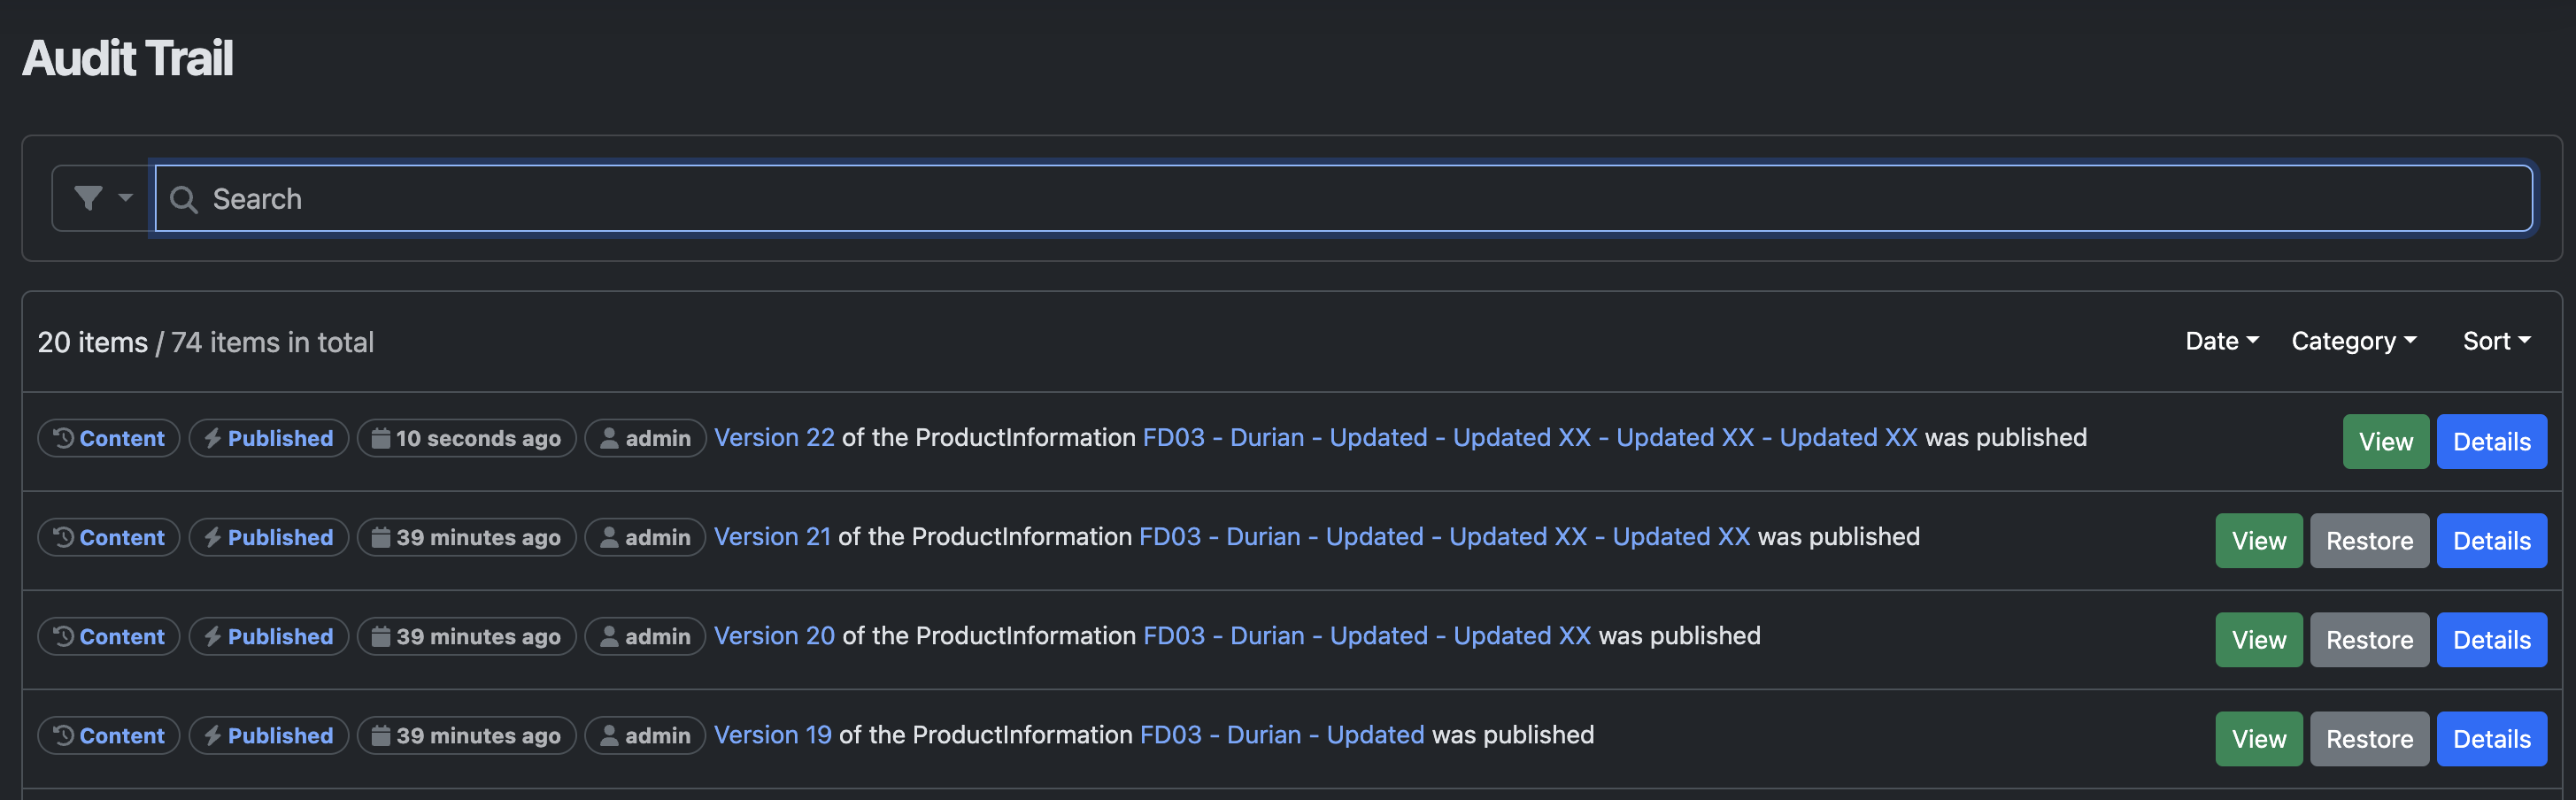 Audit Trail
Search
20 items / 74 items in total Date Category Sort
Content Published 10 seconds ago admin Version 22 of the ProductInformation FD03 - Durian - Updated - Updated XX - Updated XX - Updated XX was published View Details
Content Published 39 minutes ago admin Version 21 of the ProductInformation FD03 - Durian - Updated - Updated XX - Updated XX was published View Restore Details
Content Published 39 minutes ago admin Version 20 of the ProductInformation FD03 - Durian - Updated - Updated XX was published View Restore Details
Content Published 39 minutes ago admin Version 19 of the ProductInformation FD03 - Durian - Updated was published View Restore Details